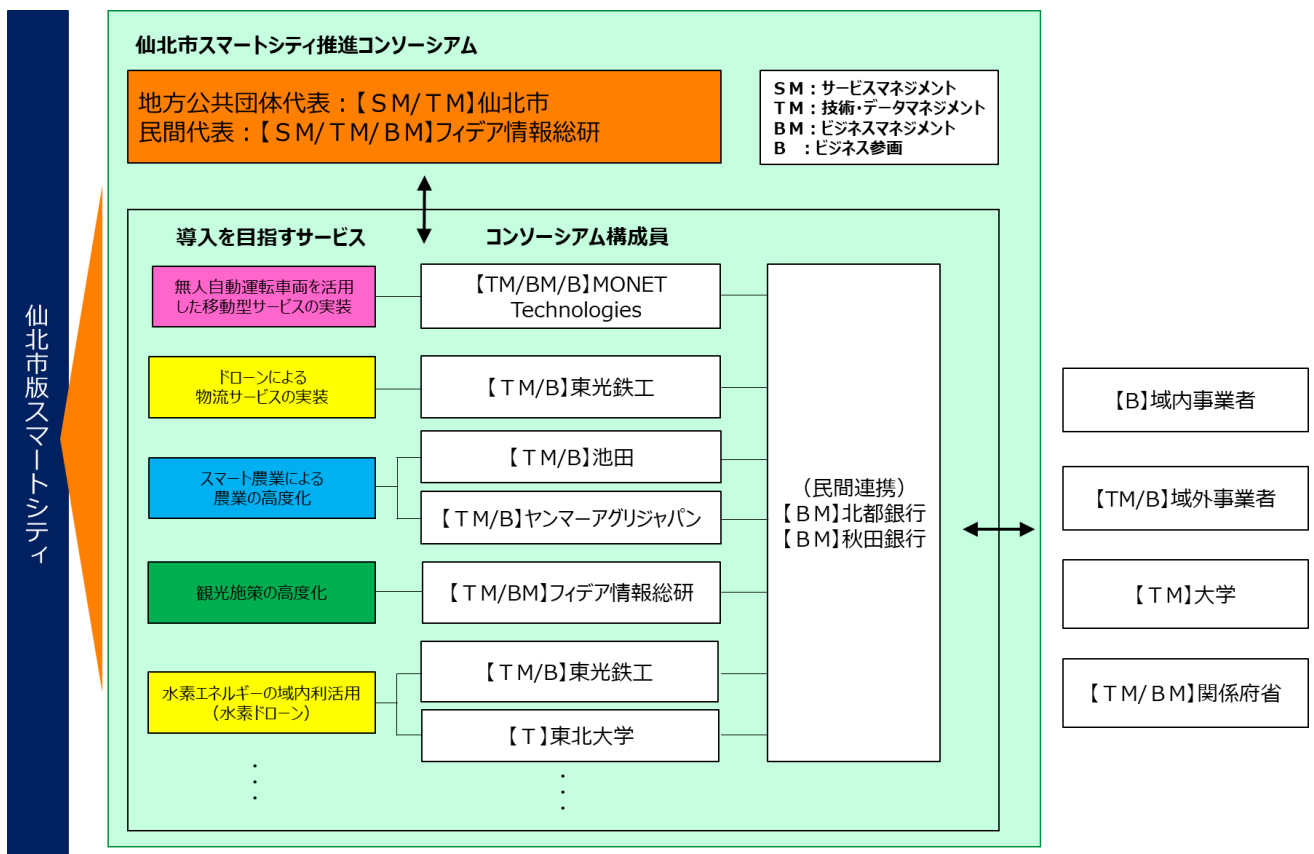 仙北市版スマートシティ
仙北市スマートシティ推進コンソーシアム
地方公共団体代表：【ＳＭ/ＴＭ】仙北市
民間代表：【ＳＭ/ＴＭ/ＢＭ】フィデア情報総研
ＳＭ：サービスマネジメント
ＴＭ：技術・データマネジメント
ＢＭ：ビジネスマネジメント
Ｂ　：ビジネス参画
導入を目指すサービス
コンソーシアム構成員
無人自動運転車両を活用
した移動型サービスの実装
【TM/BM/B】MONET
Technologies
ドローンによる
物流サービスの実装
【ＴＭ/B】東光鉄工
スマート農業による
農業の高度化
【ＴＭ/B】池田
【ＴＭ/B】ヤンマーアグリジャパン
観光施策の高度化
【ＴＭ/BM】フィデア情報総研
水素エネルギーの域内利活用
（水素ドローン）
【ＴＭ/B】東光鉄工
【Ｔ】東北大学
・・・
・・・
（民間連携）
【ＢＭ】北都銀行
【ＢＭ】秋田銀行
【B】域内事業者
【TM/B】域外事業者
【ＴＭ】大学
【ＴＭ/ＢＭ】関係府省